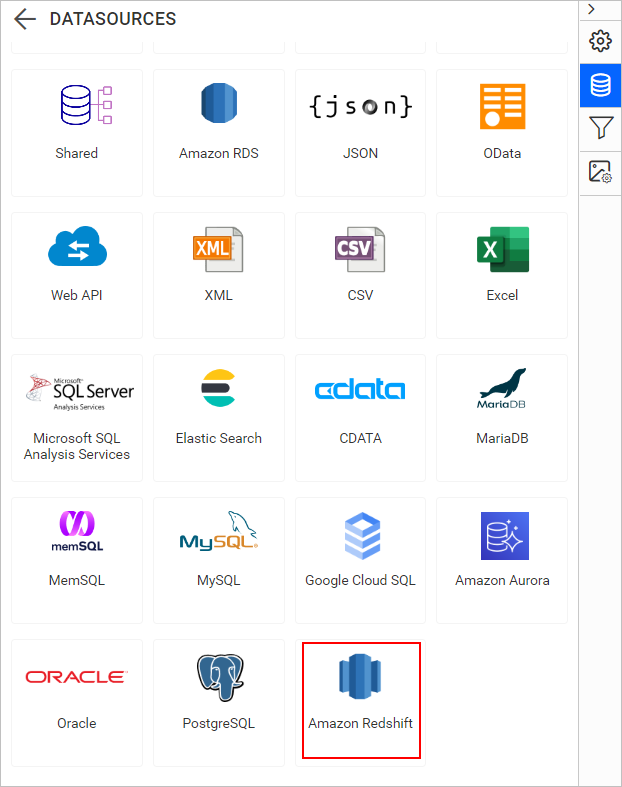 DATASOURCES
Shared
Amazon RDS
{json}
JSON
OData
Web API
XML
XML
CSV
CSV
X
Excel
Microsoft®
SQL Server
Analysis Services
Microsoft SQL
Analysis Services
Elastic Search
cdata
CDATA
MariaDB
MariaDB
memSQL
MemSQL
MySQL®
MySQL
Google Cloud SQL
Amazon Aurora
ORACLE®
Oracle
PostgreSQL
Amazon Redshift